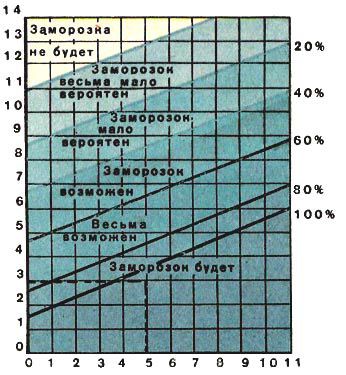 14
13
12
11
10
9
8
7
6
5
4
3
2
1
0
Заморозка
не будет
Заморозок
весьма мало
вероятен
Заморозок
мало
вероятен
Заморозок
возможен
Весьма
возможен
Заморозок будет
20%
40%
60%
80%
100%
0 1 2 3 4 5 6 7 8 9 10 11